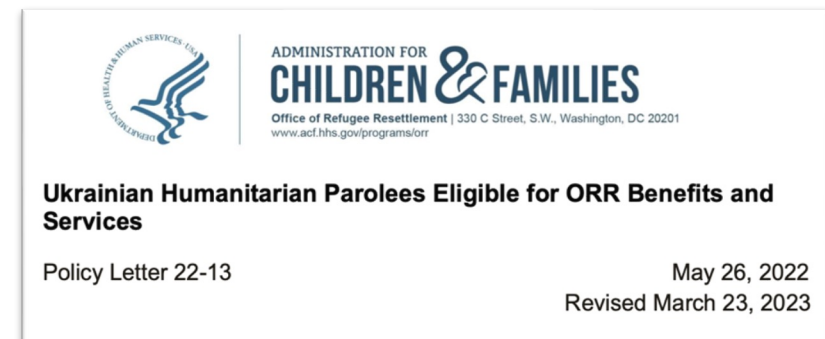 DEPARTMENT OF HEALTH & HUMAN SERVICES · USA
ADMINISTRATION FOR
CHILDREN & FAMILIES
Office of Refugee Resettlement | 330 C Street, S.W., Washington, DC 20201
www.acf.hhs.gov/programs/orr
Ukrainian Humanitarian Parolees Eligible for ORR Benefits and
Services
Policy Letter 22-13
May 26, 2022
Revised March 23, 2023